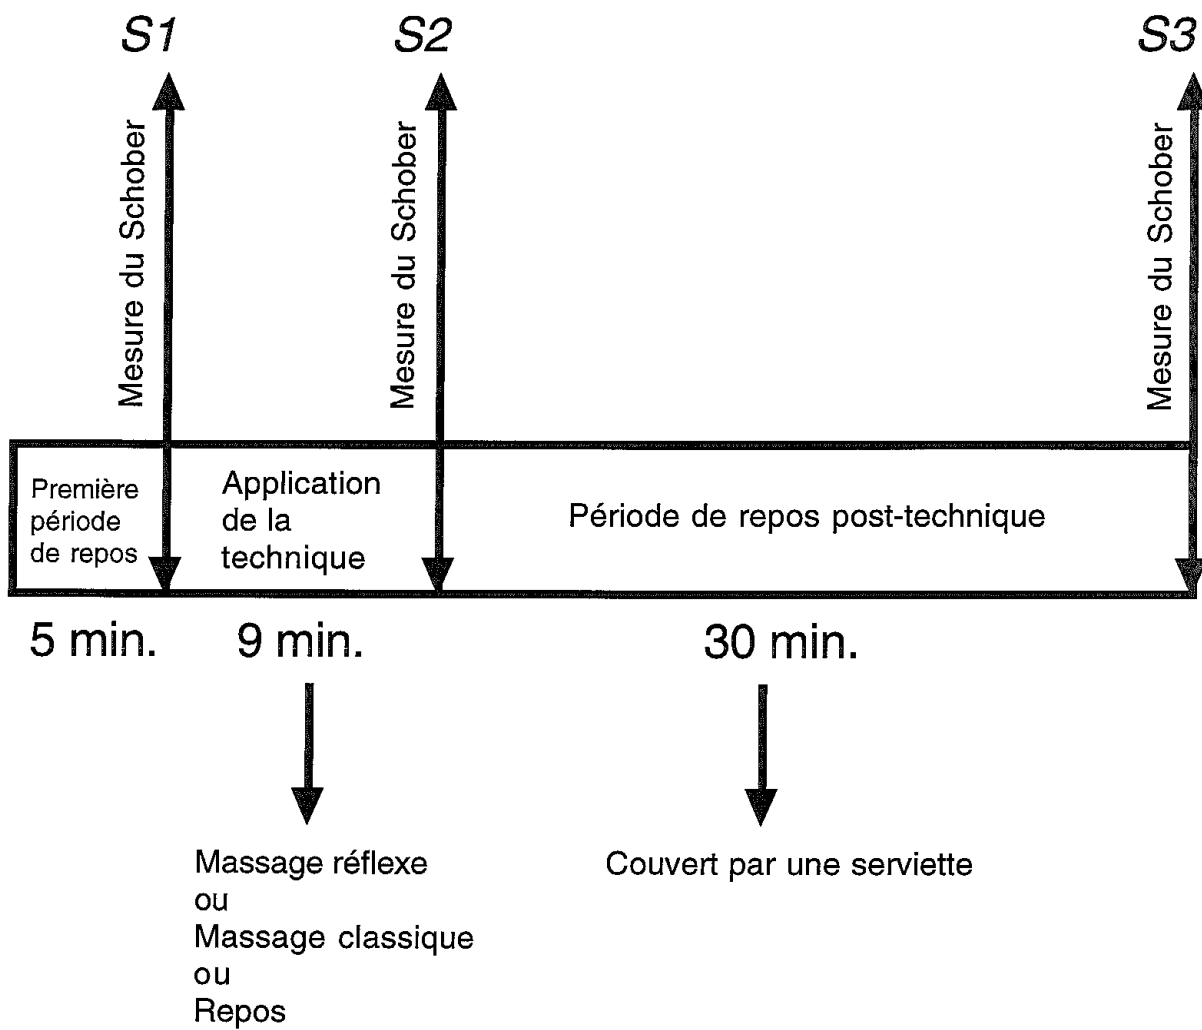 S1
S2
S3
Mesure du Schober
Mesure du Schober
Mesure du Schober
Première
période
de repos
Application
de la
technique
Période de repos post-technique
5 min.
9 min.
30 min.
Massage réflexe
ou
Massage classique
ou
Repos
Couvert par une serviette